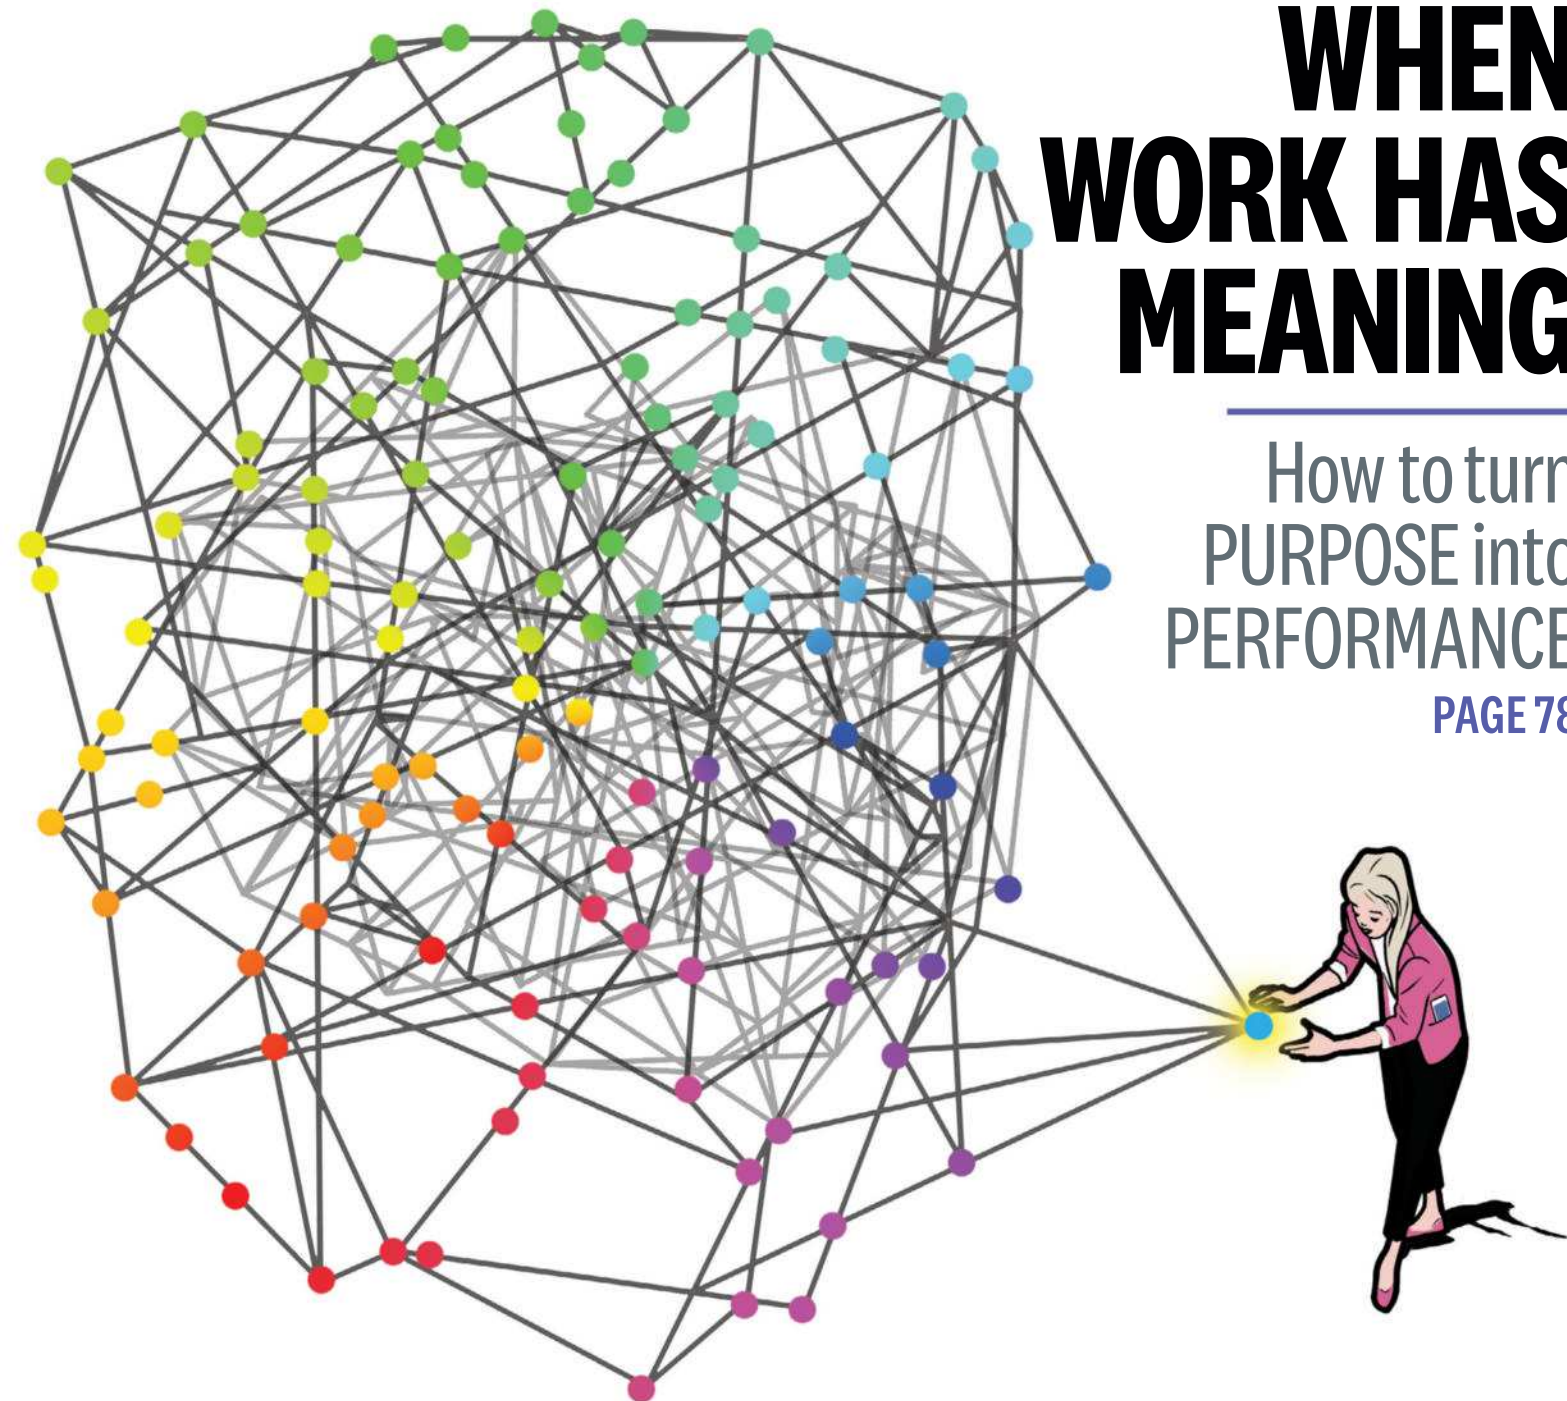 WHEN
WORK HAS
MEANING
How to turn
PURPOSE into
PERFORMANCE
PAGE 78